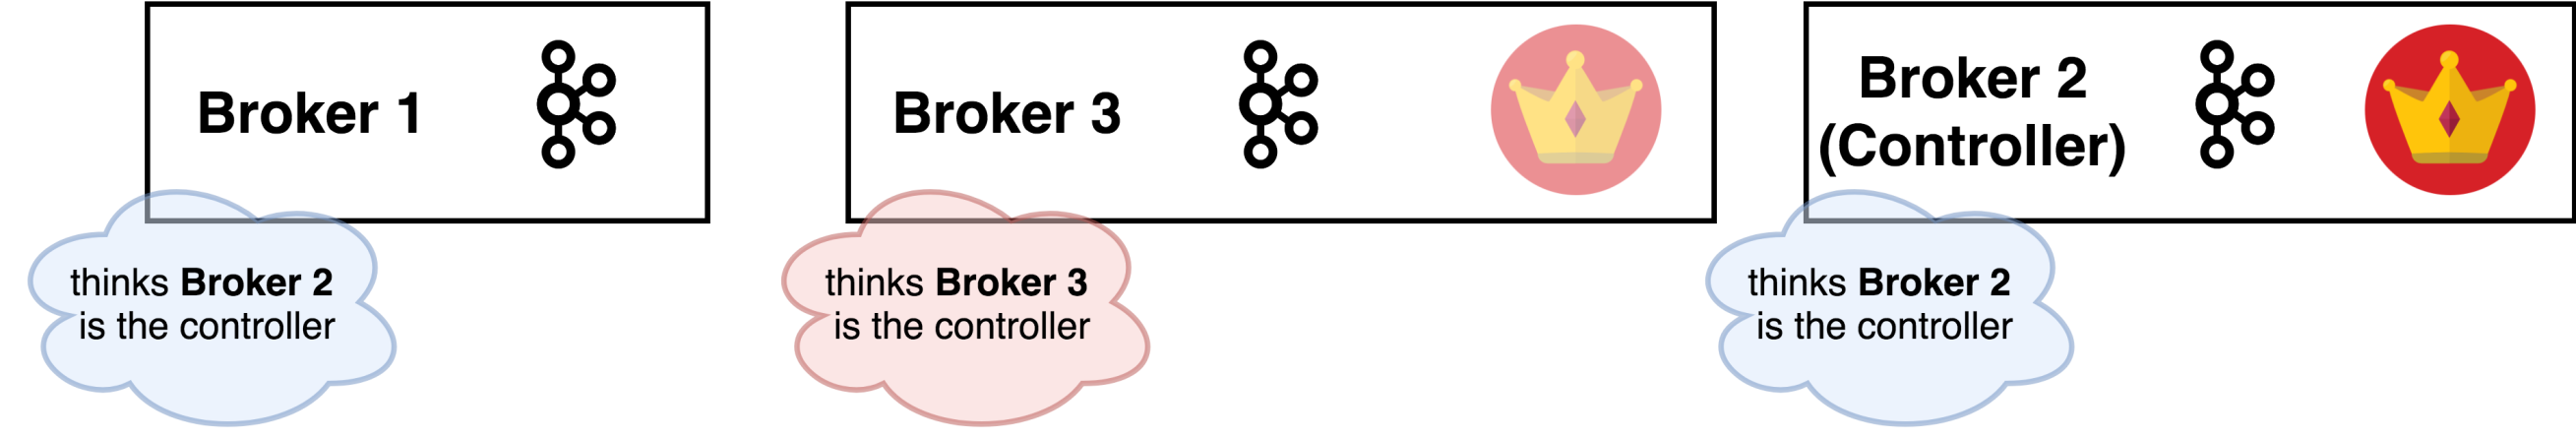 Broker 1
Broker 3
Broker 2
(Controller)
thinks Broker 2
is the controller
thinks Broker 3
is the controller
thinks Broker 2
is the controller